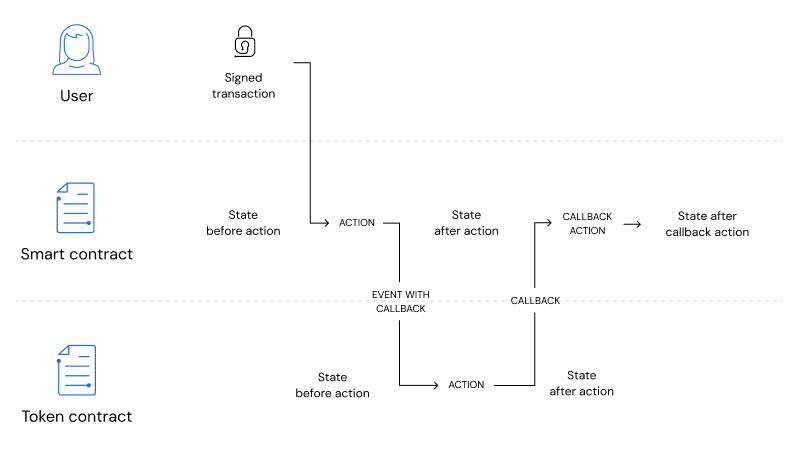 Signed
transaction
User
State
before action
ACTION
State
after action
CALLBACK
ACTION
State after
callback action
Smart contract
EVENT WITH
CALLBACK
CALLBACK
State
before action
ACTION
State
after action
Token contract